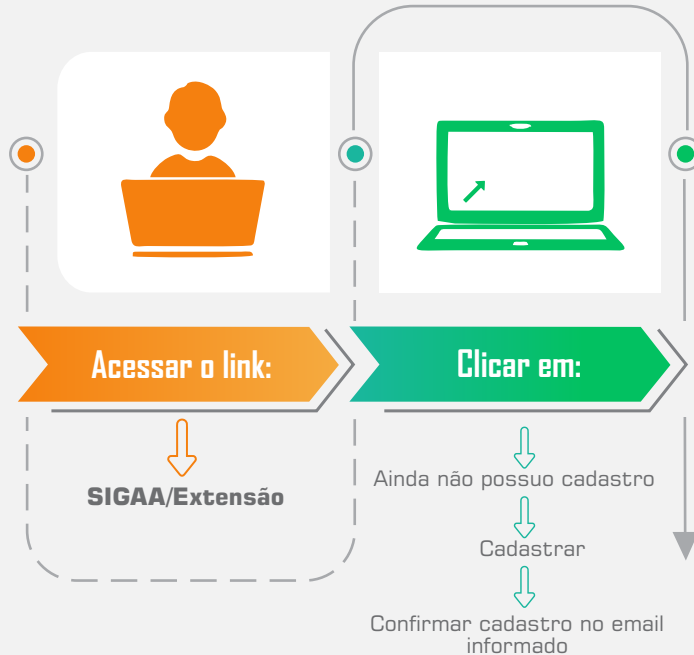 Acessar o link:
SIGAA/Extensão
Clicar em:
Ainda não possuo cadastro
Cadastrar
Confirmar cadastro no email
informado